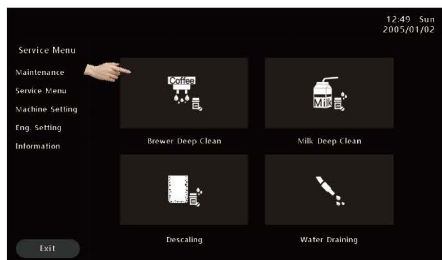 12:49 Sun
2005/01/02
Service Menu
Maintenance
Service Menu
Machine Setting
Eng. Setting
Information
Coffee
Milk
Brewer Deep Clean
Milk Deep Clean
Descaling
Water Draining
Exit